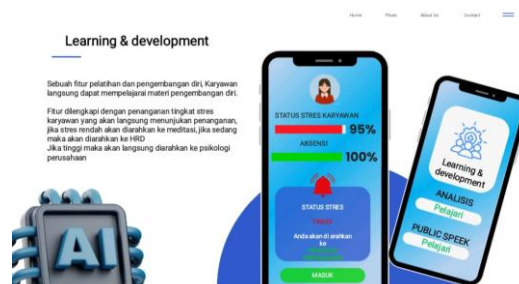 Home Photo About Us Contact
Learning & development
Sebuah fitur pelatihan dan pengembangan diri, Karyawan
langsung dapat mempelajarai materi pengembangan diri.
Fitur dilengkapi dengan penanganan tingkat stres
karyawan yang akan langsung menunjukan penanganan,
jika stres rendah akan diarahkan ke meditasi, jika sedang
maka akan diarahkan ke HRD
Jika tinggi maka akan langsung diarahkan ke psikologi
perusahaan
AI
STATUS STRES KARYAWAN
95%
ABSENSI
100%
STATUS STRES
TINGGI
Anda akan di arahkan
ke
MASUK
Learning &
development
ANALISIS
Pelajari
PUBLIC SPEEK
Pelajari